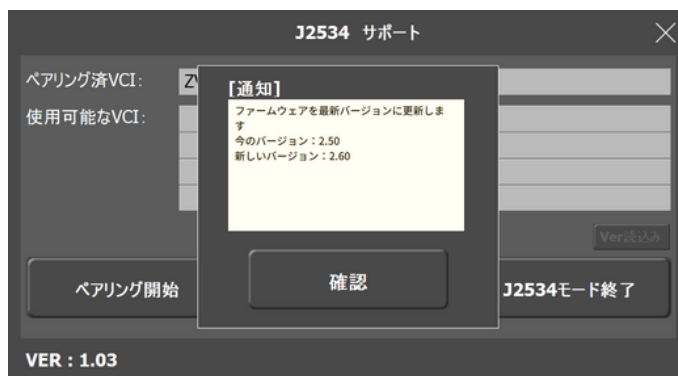 J2534 サポート
ペアリング済VCI:
使用可能なVCI:
[通知]
ファームウェアを最新バージョンに更新しま
す
今のバージョン：2.50
新しいバージョン：2.60
Ver読込み
ペアリング開始
確認
J2534モード終了
VER : 1.03